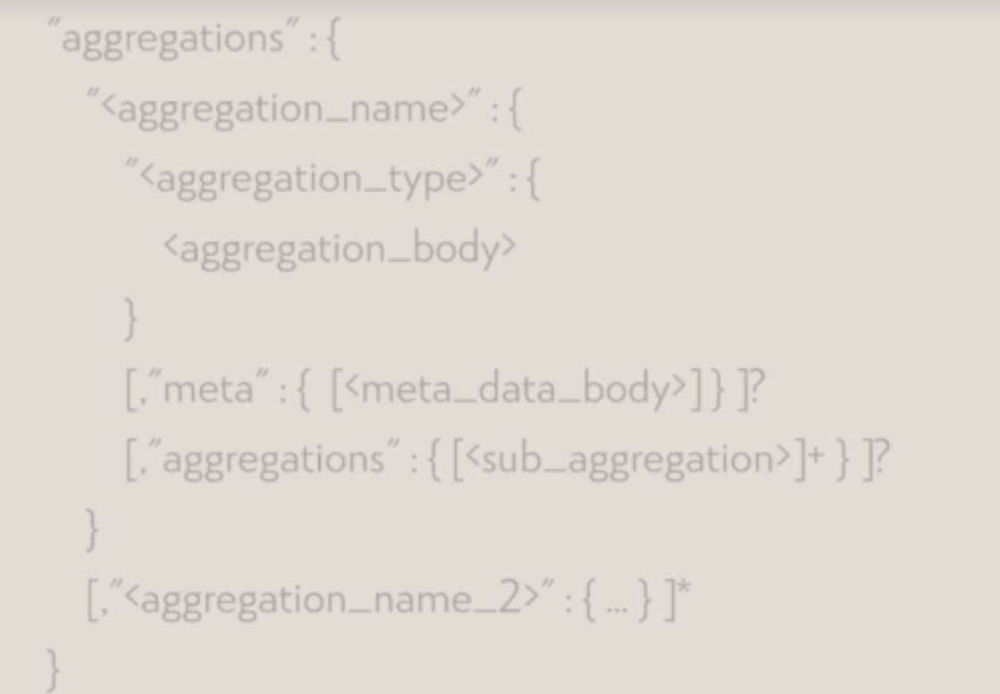 "aggregations" : {
"<aggregation_name>" : {
"<aggregation_type>" : {
<aggregation_body>
}
[,"meta" : { [<meta_data_body>]} ]?
[,"aggregations" : { [<sub_aggregation>]+ } ]?
}
[,"<aggregation_name_2>" : { ... } ]*
}